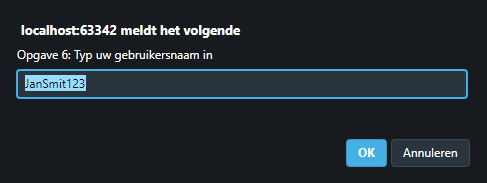 localhost:63342 meldt het volgende
Opgave 6: Typ uw gebruikersnaam in
JanSmit123
OK Annuleren